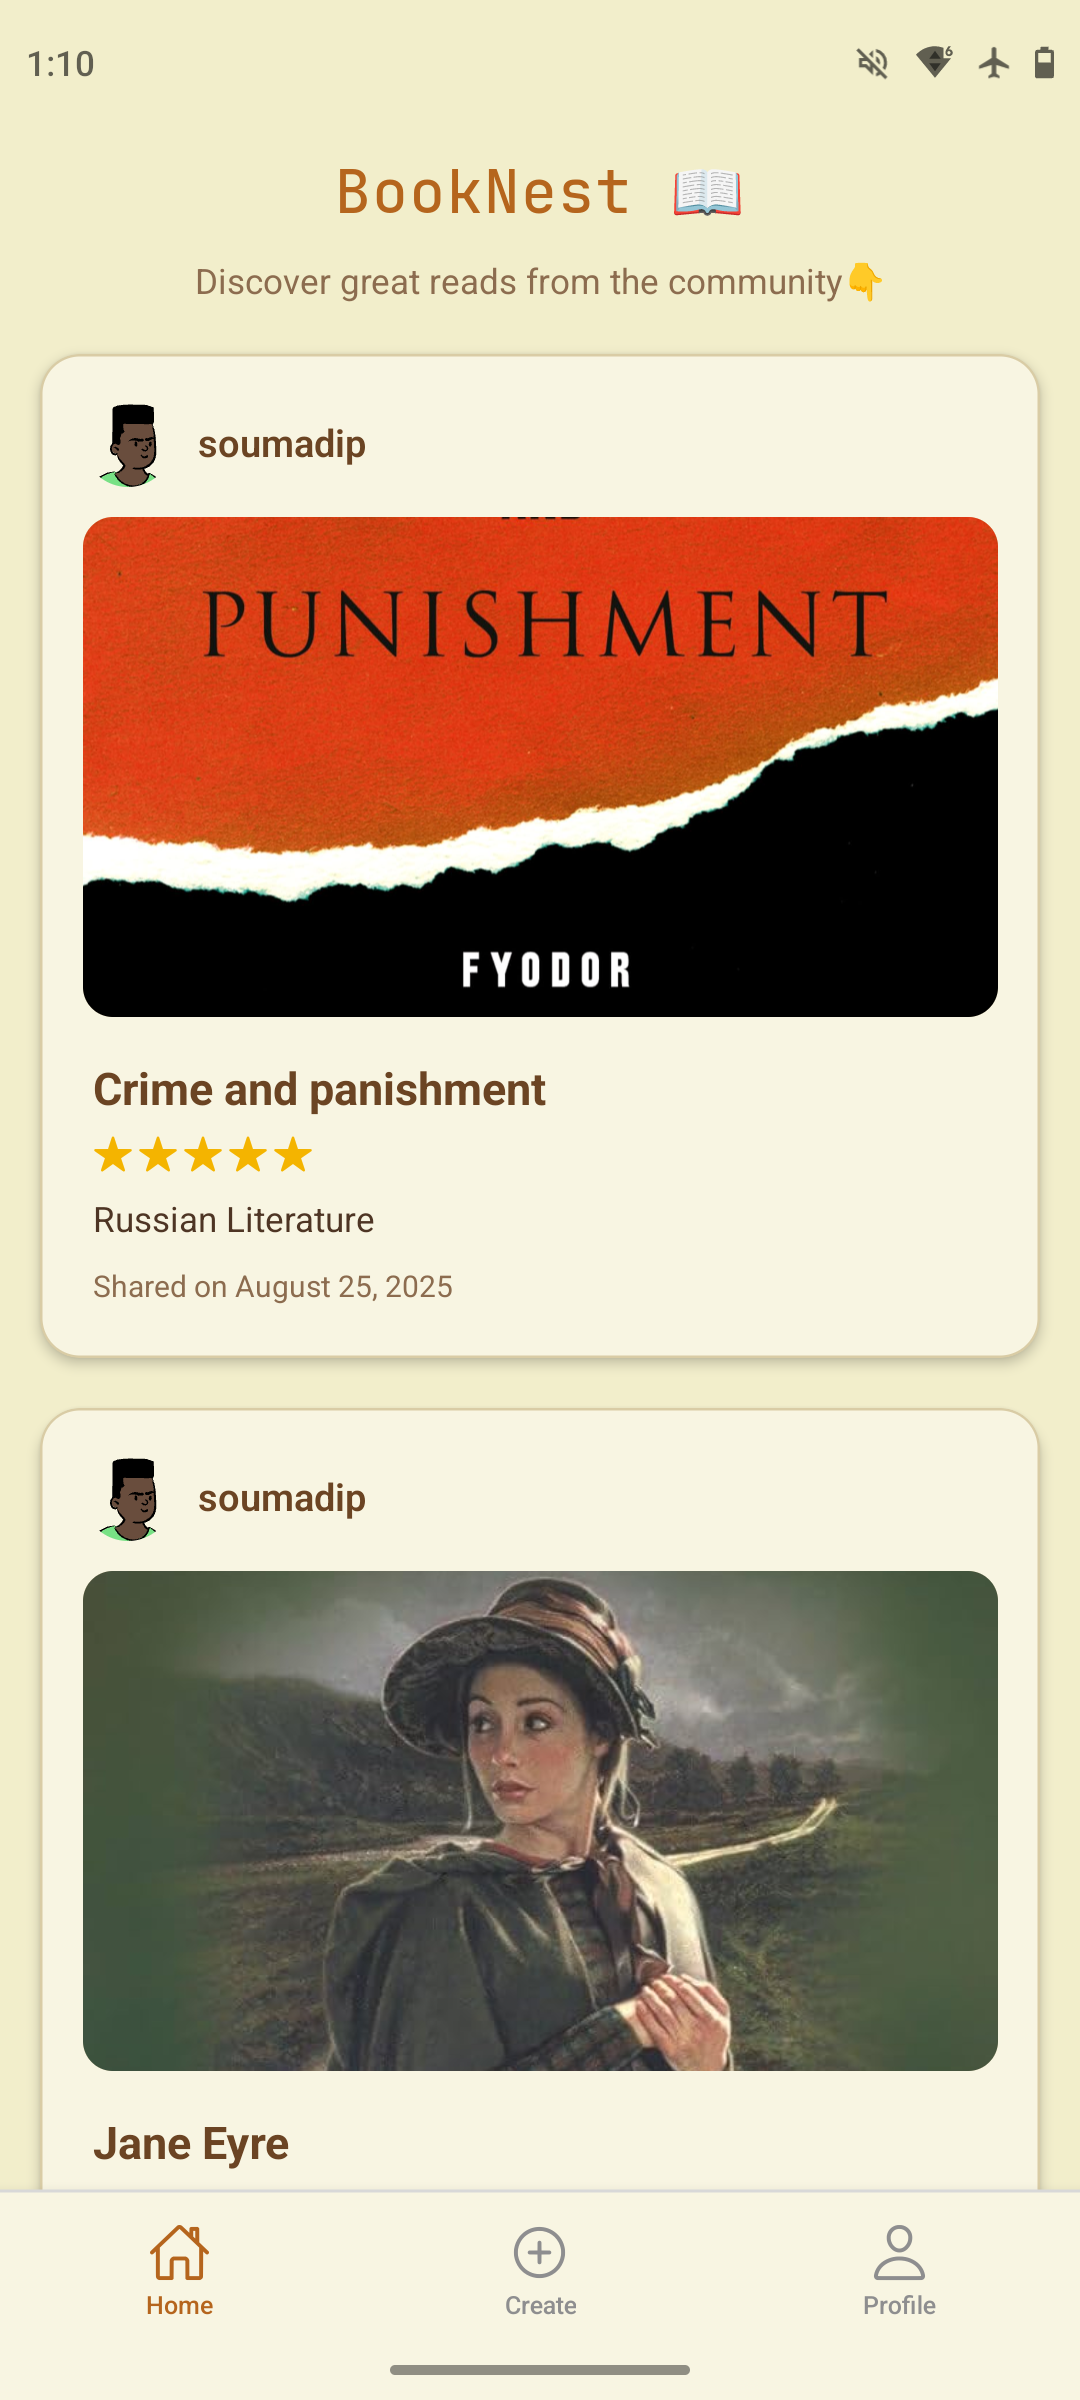 1:10
BookNest 📖
Discover great reads from the community👇
soumadip
PUNISHMENT
FYODOR
Crime and panishment
Russian Literature
Shared on August 25, 2025
soumadip
Jane Eyre
Home
Create
Profile